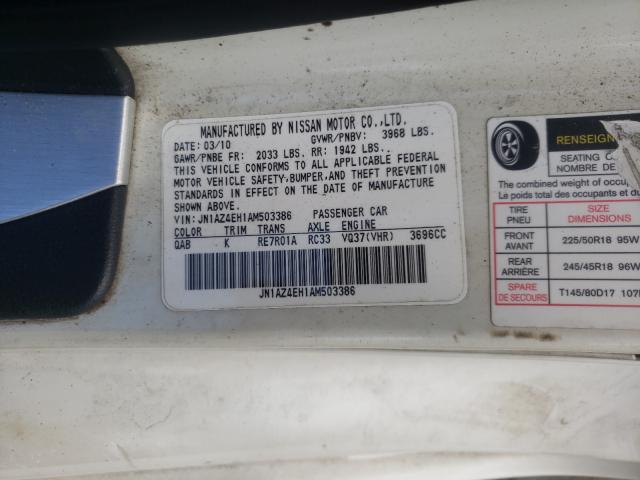 MANUFACTURED BY NISSAN MOTOR CO.,LTD.
DATE: 03/10 GVWR/PNBV: 3968 LBS.
GAWR/PNBE FR: 2033 LBS. RR: 1942 LBS..
THIS VEHICLE CONFORMS TO ALL APPLICABLE FEDERAL
MOTOR VEHICLE SAFETY,BUMPER,AND THEFT PREVENTION
STANDARDS IN EFFECT ON THE DATE OF MANUFACTURE
SHOWN ABOVE.
VIN: JN1AZ4EH1AM503386 PASSENGER CAR
COLOR TRIM TRANS AXLE ENGINE
QAB K RE7R01A RC33 VQ37(VHR) 3696CC
JN1AZ4EH1AM503386
RENSEIGN
SEATING
NOMBRE DE
The combined weight of occup
Le poids total des occupants et du
TIRE PNEU SIZE DIMENSIONS
FRONT AVANT 225/50R18 95W
REAR ARRIÈRE 245/45R18 96W
SPARE DE SECOURS T145/80D17 107